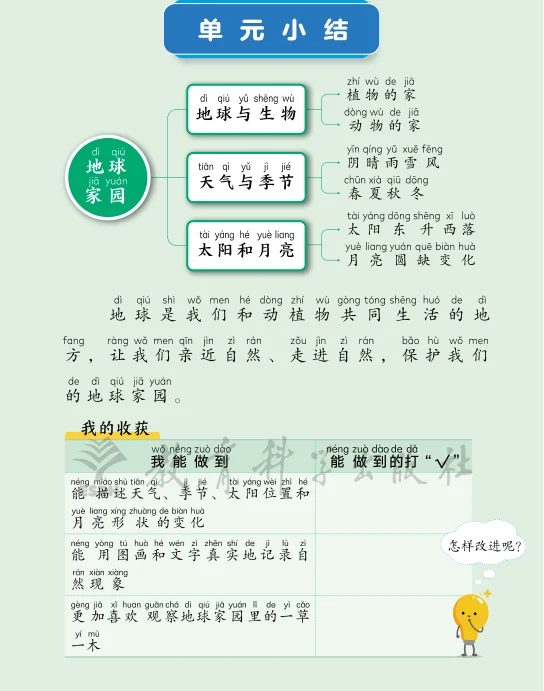 单元小结
dì qiú
地球
jiā yuán
家园
dì qiú yǔ shēng wù
地球与生物
zhí wù de jiā
植物的家
dòng wù de jiā
动物的家
tiān qì yǔ jì jié
天气与季节
yīn qíng yǔ xuě fēng
阴晴雨雪风
chūn xià qiū dōng
春夏秋冬
tài yáng hé yuè liang
太阳和月亮
tài yáng dōng shēng xī luò
太阳东升西落
yuè liang yuán quē biàn huà
月亮圆缺变化
dì qiú shì wǒ men hé dòng zhí wù gòng tóng shēng huó de dì
地球是我们和动植物共同生活的地
fang ràng wǒ men qīn jìn zì rán zǒu jìn zì rán bǎo hù wǒ men
方，让我们亲近自然、走进自然，保护我们
de dì qiú jiā yuán
的地球家园。
我的收获
wǒ néng zuò dào
我能做到
néng zuò dào de dǎ
能做到的打“√”
教育科学出版社
néng miáo shù tiān qì jì jié tài yáng wèi zhì hé
能描述天气、季节、太阳位置和
yuè liang xíng zhuàng de biàn huà
月亮形状的变化
néng yòng tú huà hé wén zì zhēn shí de jì lù zì
能用图画和文字真实地记录自
rán xiàn xiàng
然现象
gèng jiā xǐ huan guān chá dì qiú jiā yuán lǐ de yì cǎo
更加喜欢观察地球家园里的一草
yí mù
一木
怎样改进呢？